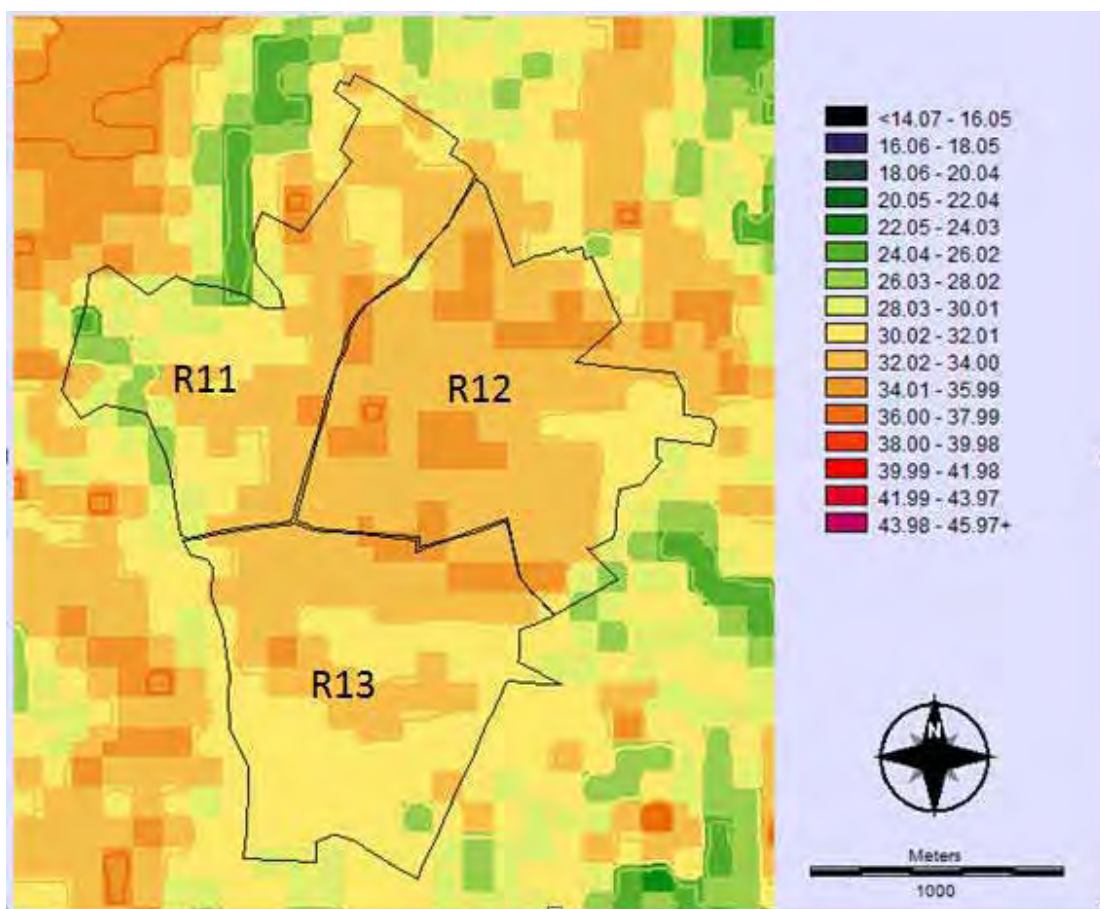 R11
R12
R13
<14.07 - 16.05
16.06 - 18.05
18.06 - 20.04
20.05 - 22.04
22.05 - 24.03
24.04 - 26.02
26.03 - 28.02
28.03 - 30.01
30.02 - 32.01
32.02 - 34.00
34.01 - 35.99
36.00 - 37.99
38.00 - 39.98
39.99 - 41.98
41.99 - 43.97
43.98 - 45.97+
N
Meters
1000